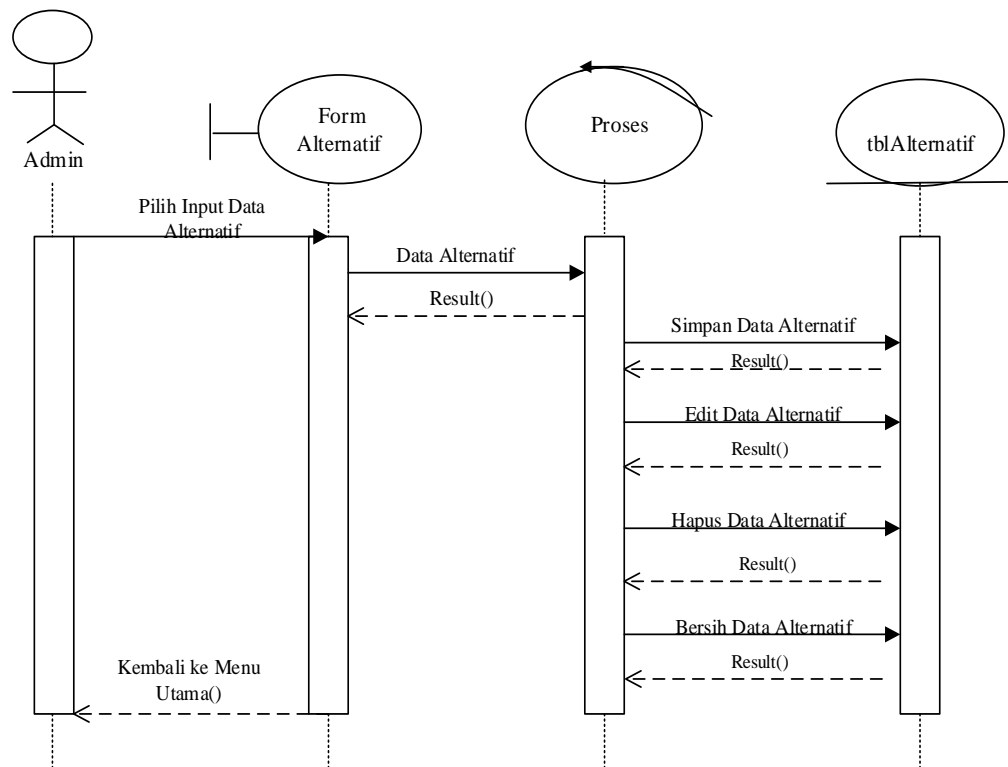 Admin
Form
Alternatif
Proses
tblAlternatif
Pilih Input Data
Alternatif
Data Alternatif
Result()
Simpan Data Alternatif
Result()
Edit Data Alternatif
Result()
Hapus Data Alternatif
Result()
Bersih Data Alternatif
Result()
Kembali ke Menu
Utama()